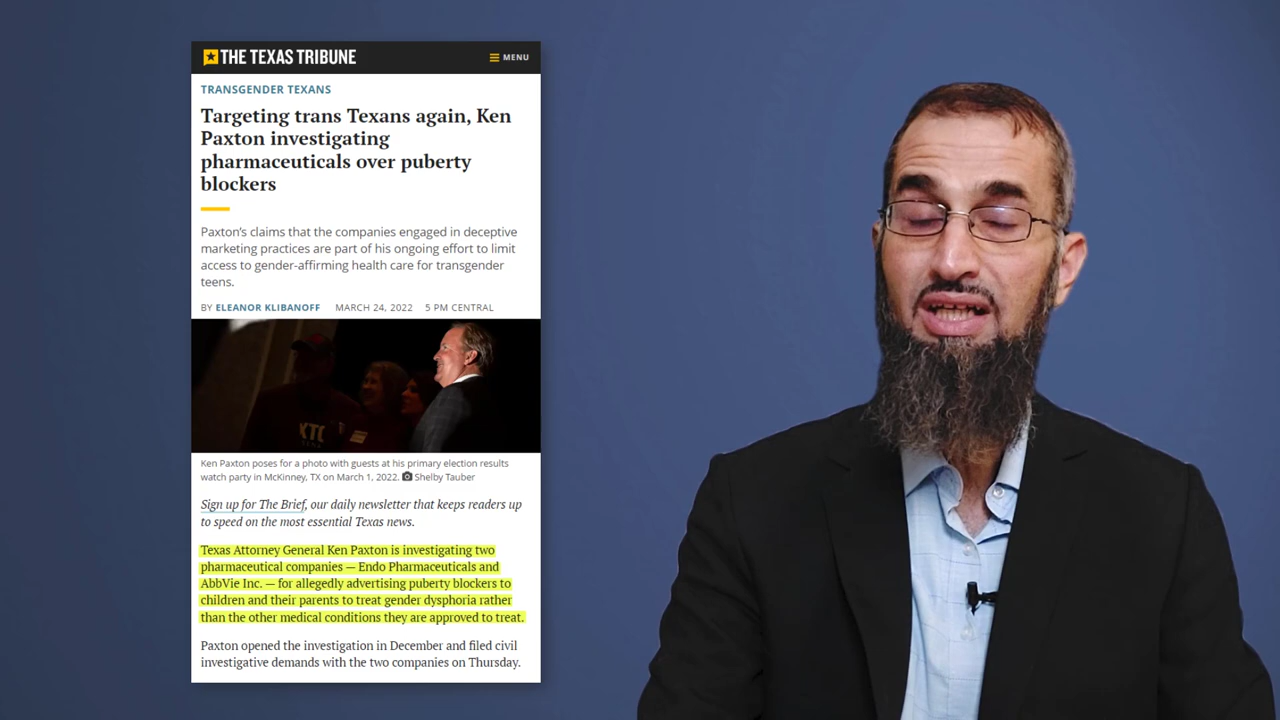 THE TEXAS TRIBUNE
MENU
TRANSGENDER TEXANS
Targeting trans Texans again, Ken
Paxton investigating
pharmaceuticals over puberty
blockers
Paxton's claims that the companies engaged in deceptive
marketing practices are part of his ongoing effort to limit
access to gender-affirming health care for transgender
teens.
BY ELEANOR KLIBANOFF MARCH 24, 2022 5 PM CENTRAL
Ken Paxton poses for a photo with guests at his primary election results
watch party in McKinney, TX on March 1, 2022. Shelby Tauber
Sign up for The Brief, our daily newsletter that keeps readers up
to speed on the most essential Texas news.
Texas Attorney General Ken Paxton is investigating two
pharmaceutical companies — Endo Pharmaceuticals and
AbbVie Inc. — for allegedly advertising puberty blockers to
children and their parents to treat gender dysphoria rather
than the other medical conditions they are approved to treat.
Paxton opened the investigation in December and filed civil
investigative demands with the two companies on Thursday.